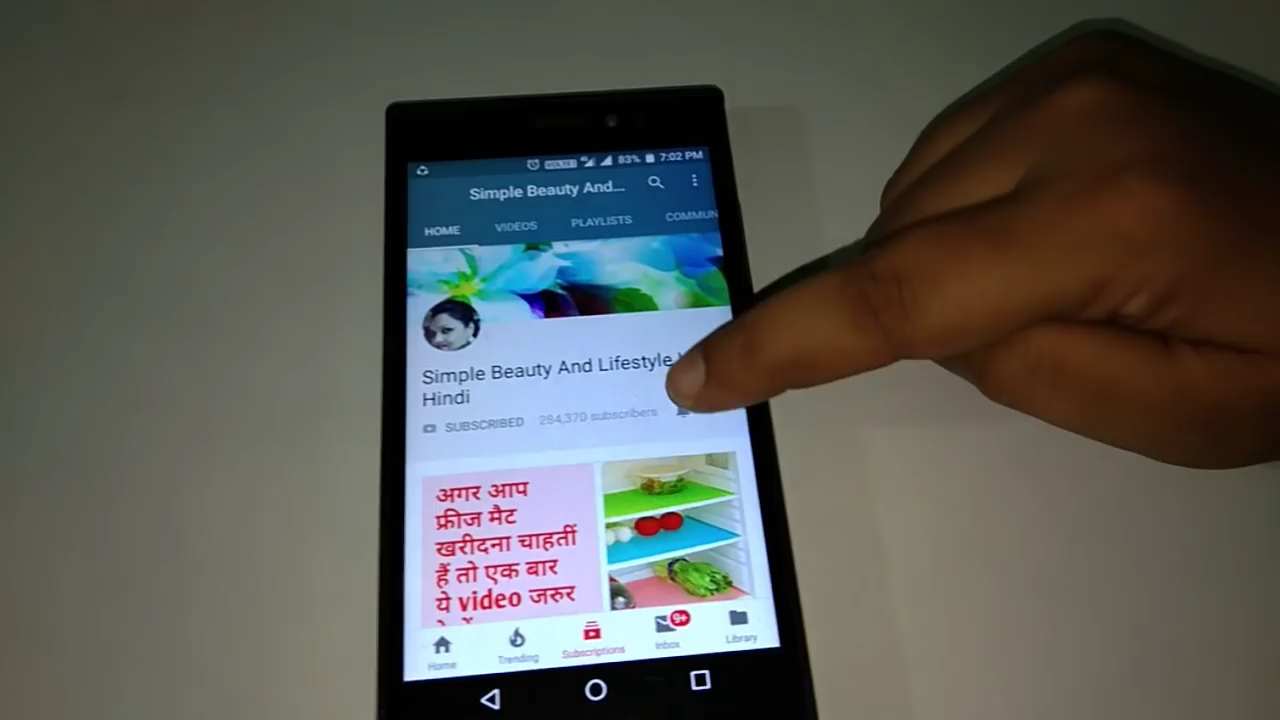 VOLTE 83% 7:02 PM
Simple Beauty And...
HOME VIDEOS PLAYLISTS COMMUN
Simple Beauty And Lifestyle
Hindi
SUBSCRIBED 284,370 subscribers
अगर आप
फ्रीज मैट
खरीदना चाहतीं
हैं तो एक बार
ये video जरुर
9+
Home Trending Subscriptions Inbox Library